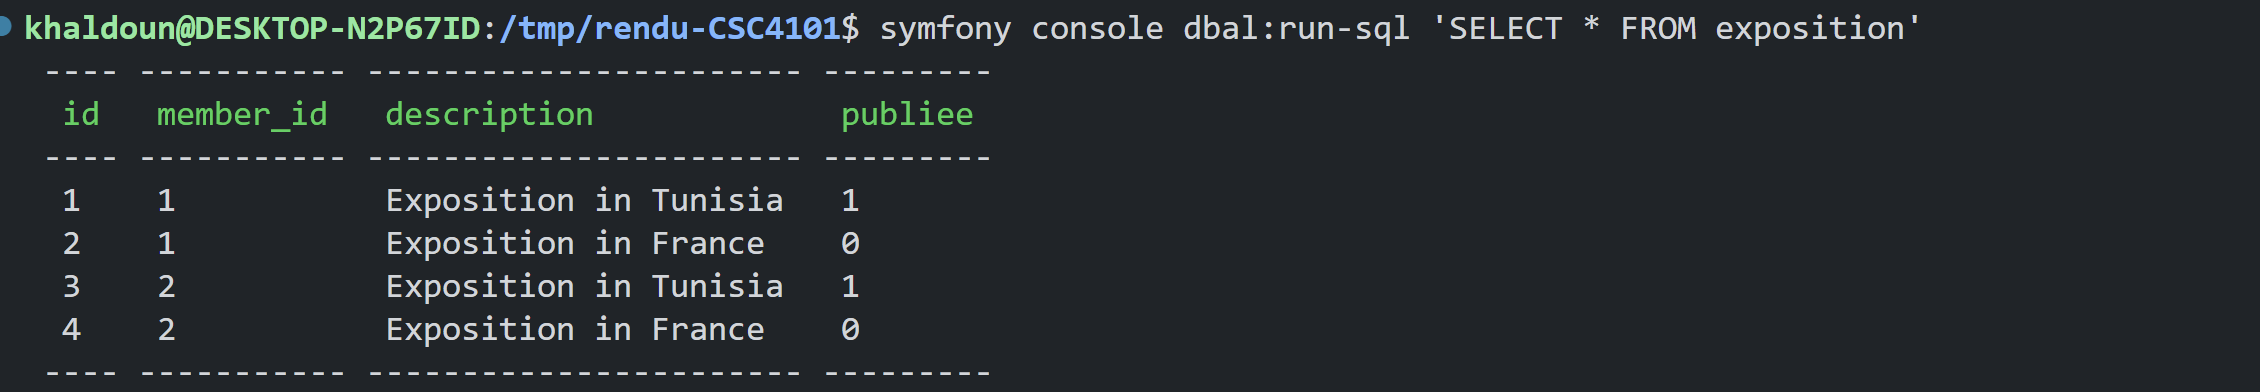 khaldoun@DESKTOP-N2P67ID:/tmp/rendu-CSC4101$ symfony console dbal:run-sql 'SELECT * FROM exposition'
---- ----------- ----------------------- ---------
id member_id description publiee
---- ----------- ----------------------- ---------
1 1 Exposition in Tunisia 1
2 1 Exposition in France 0
3 2 Exposition in Tunisia 1
4 2 Exposition in France 0
---- ----------- ----------------------- ---------